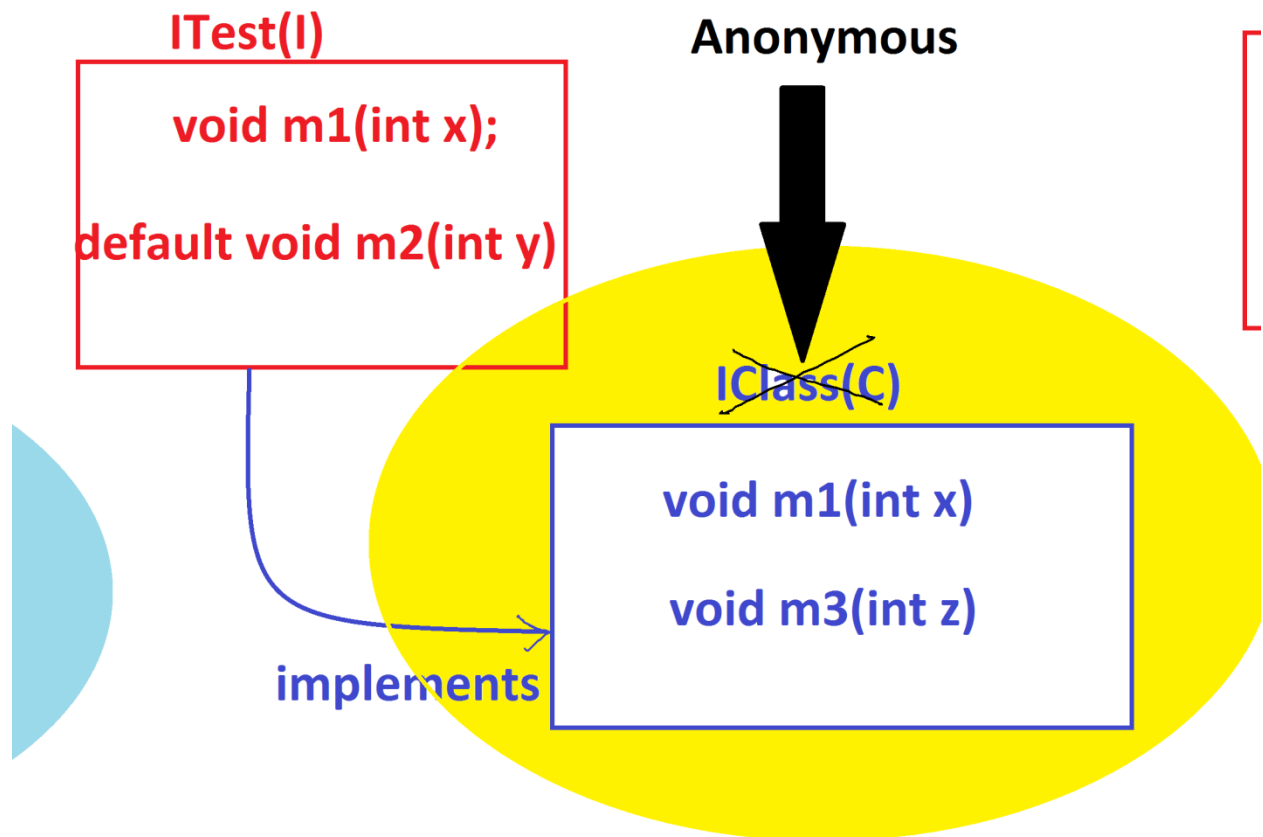 ITest(I)
void m1(int x);
default void m2(int y)
Anonymous
IClass(C)
void m1(int x)
void m3(int z)
implements